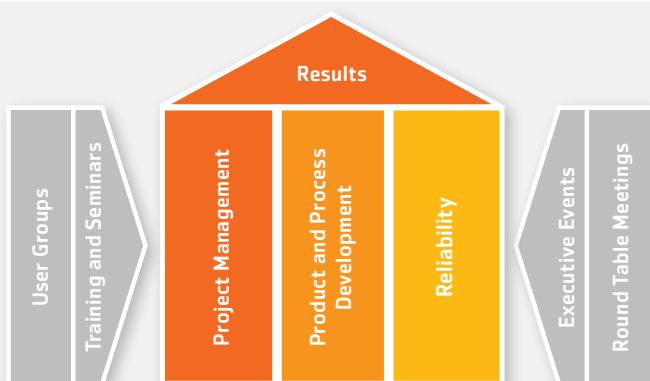 Results
User Groups
Training and Seminars
Project Management
Product and Process
Development
Reliability
Executive Events
Round Table Meetings